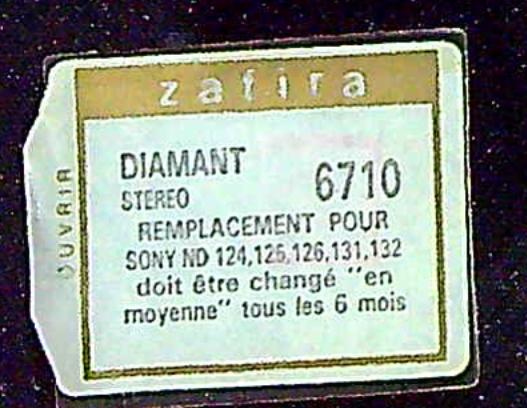 zafira
OUVRIR
DIAMANT
STEREO
6710
REMPLACEMENT POUR
SONY ND 124,125,126,131,132
doit être changé "en
moyenne" tous les 6 mois